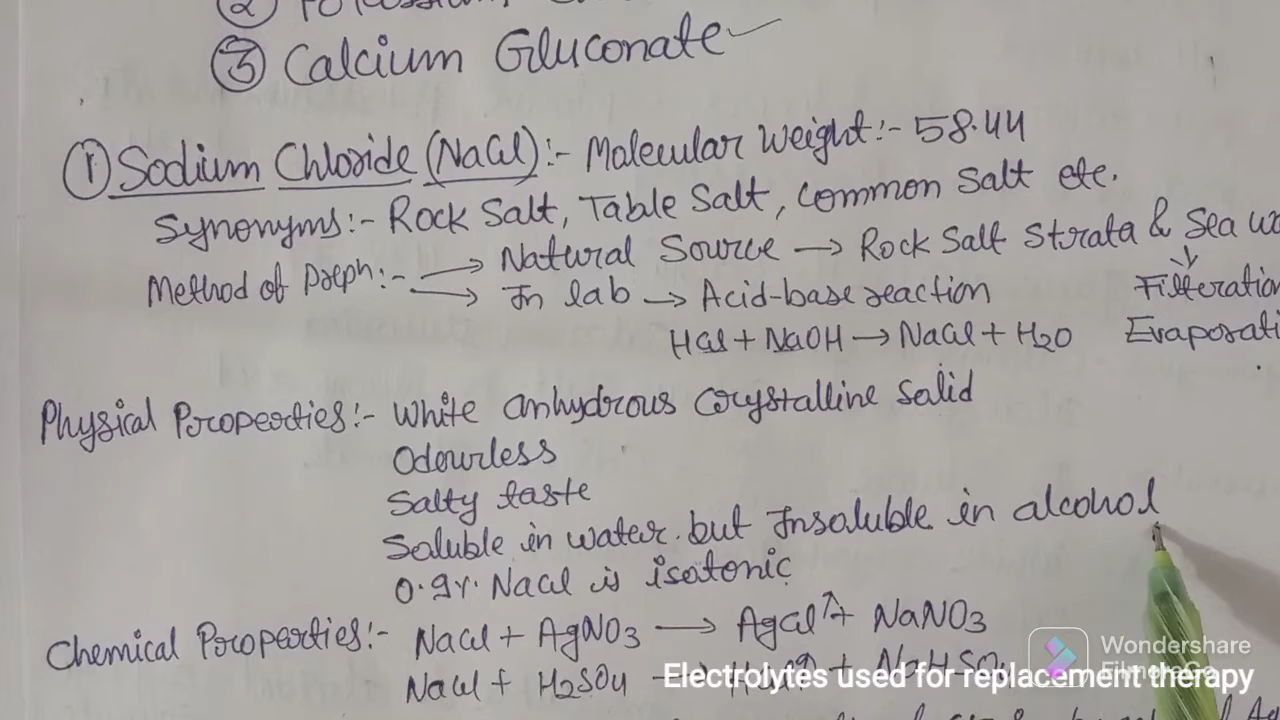 ②
③ Calcium Gluconate
① Sodium Chloride (NaCl):- Molecular Weight:- 58.44
Synonyms:- Rock Salt, Table Salt, Common Salt etc.
Method of Preph:- → Natural Source → Rock Salt Strata & Sea
→ In lab → Acid-base reaction Filteration
HCl + NaOH → NaCl + H2O
Physical Properties:- White anhydrous crystalline Solid
Odourless
Salty taste
Soluble in water but Insoluble in alcohol
0.9%. NaCl is isotonic
Chemical Properties:- NaCl + AgNO3 → AgCl↑ + NaNO3
NaCl + H2SO4 →
Wondershare
Electrolytes used for replacement therapy